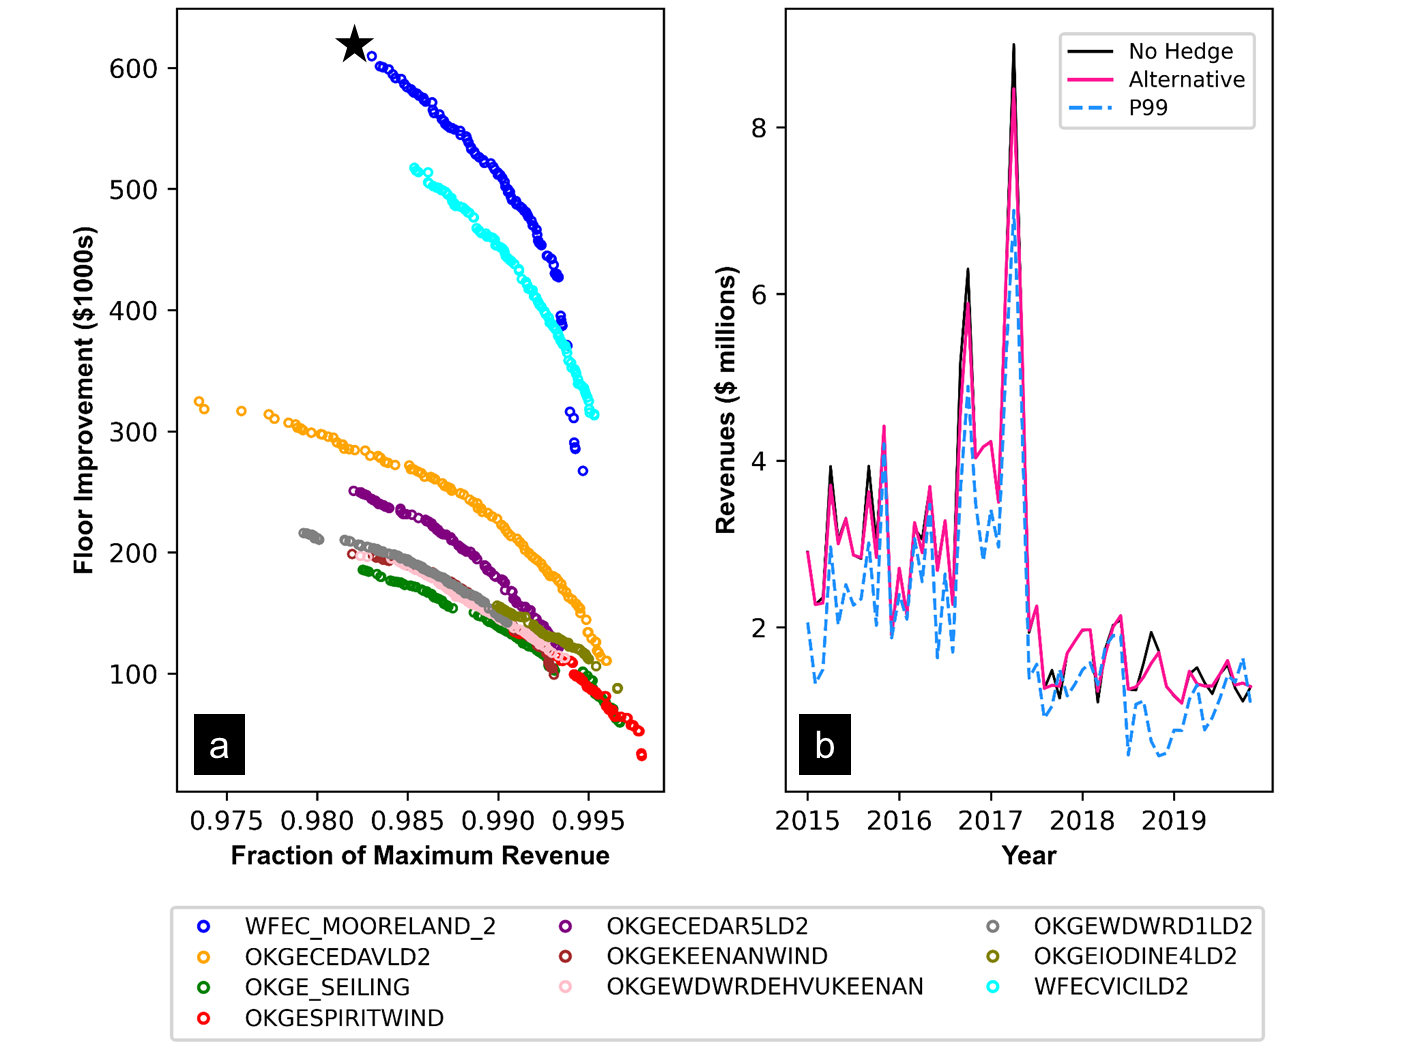 Floor Improvement ($1000s)
600
500
400
300
200
100
a
0.975 0.980 0.985 0.990 0.995
Fraction of Maximum Revenue
Revenues ($ millions)
8
6
4
2
No Hedge
Alternative
P99
b
2015 2016 2017 2018 2019
Year
WFEC_MOORELAND_2
OKGECEDAVLD2
OKGE_SEILING
OKGESPIRITWIND
OKGECEDAR5LD2
OKGEKEENANWIND
OKGEWDWRDEHVUKEENAN
OKGEWDWRD1LD2
OKGEIODINE4LD2
WFECVICILD2